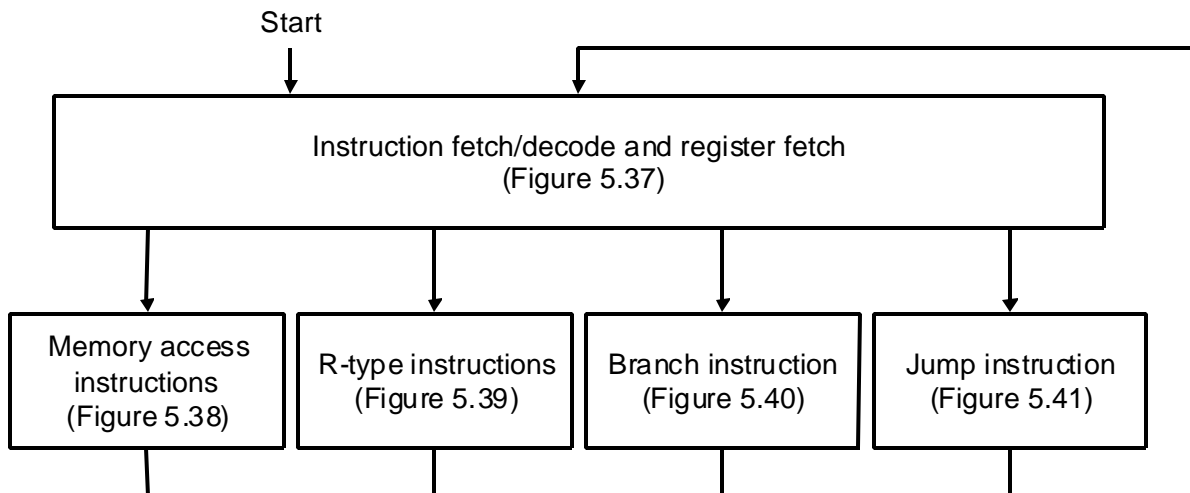 Start
Instruction fetch/decode and register fetch
(Figure 5.37)
Memory access
instructions
(Figure 5.38)
R-type instructions
(Figure 5.39)
Branch instruction
(Figure 5.40)
Jump instruction
(Figure 5.41)